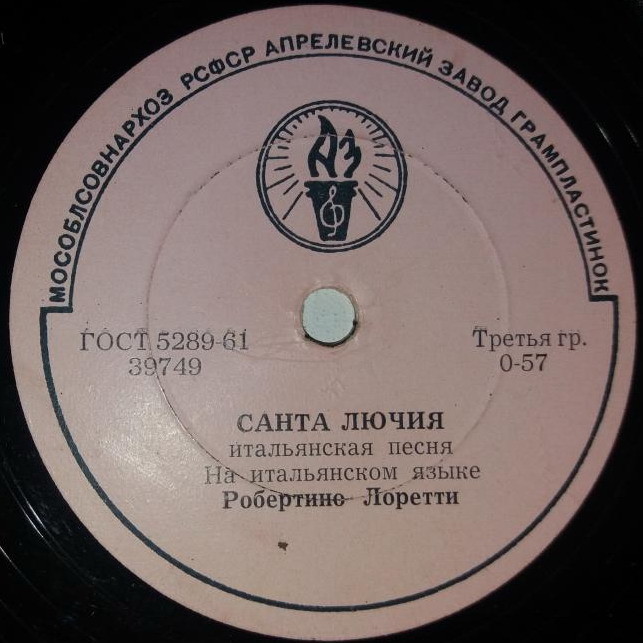 МОСОБЛСОВНАРХОЗ РСФСР АПРЕЛЕВСКИЙ ЗАВОД ГРАМПЛАСТИНОК
АЗ
ГОСТ 5289-61
39749
Третья гр.
0-57
САНТА ЛЮЧИЯ
итальянская песня
На итальянском языке
Робертино Лоретти